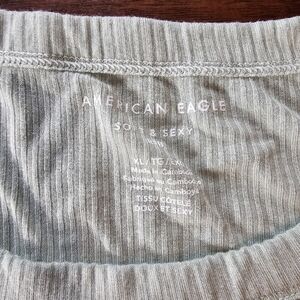 AMERICAN EAGLE
SOFT & SEXY
XL / TG / XL
Made in Cambodia
Fabriqué au Cambodge
Hecho en Camboya
TISSU CÔTELÉ
DOUX ET SEXY